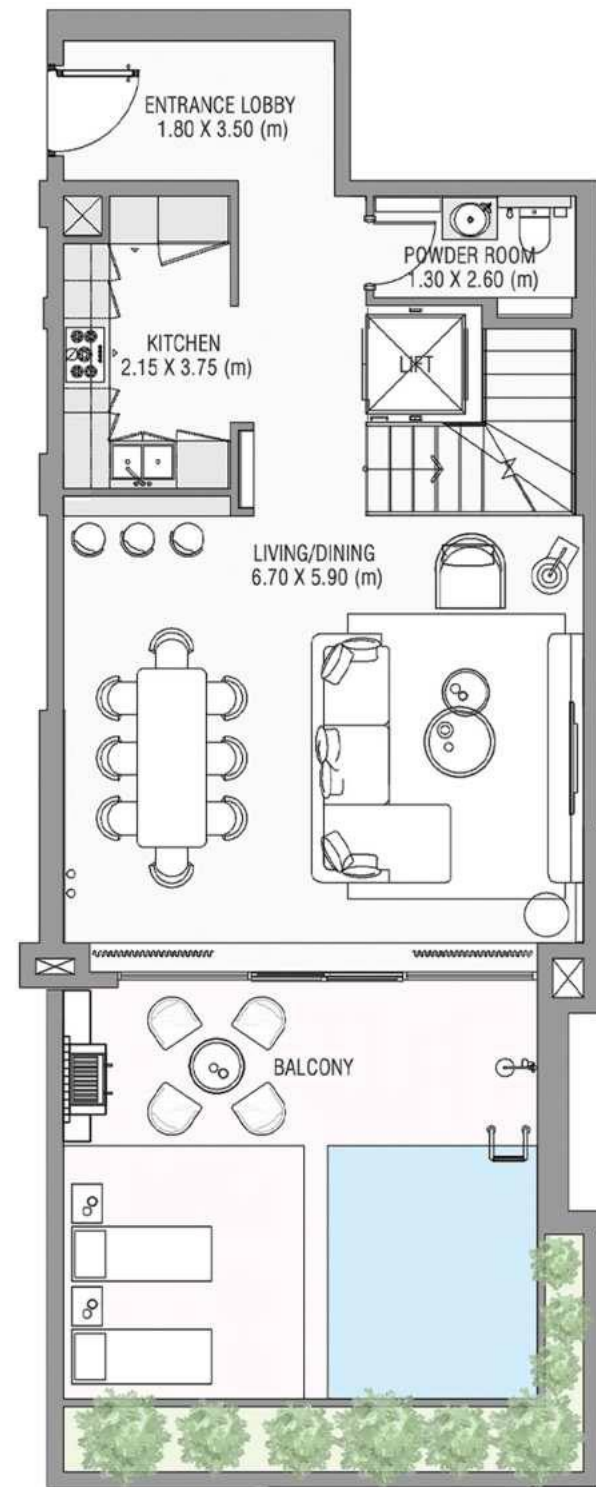 ENTRANCE LOBBY
1.80 X 3.50 (m)
POWDER ROOM
1.30 X 2.60 (m)
KITCHEN
2.15 X 3.75 (m)
LIFT
LIVING/DINING
6.70 X 5.90 (m)
BALCONY